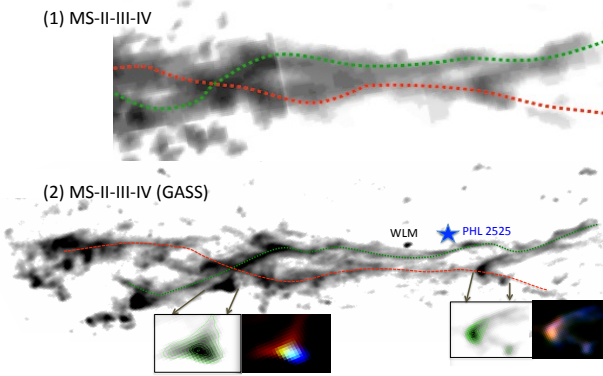 (1) MS-II-III-IV
(2) MS-II-III-IV (GASS)
WLM
PHL 2525